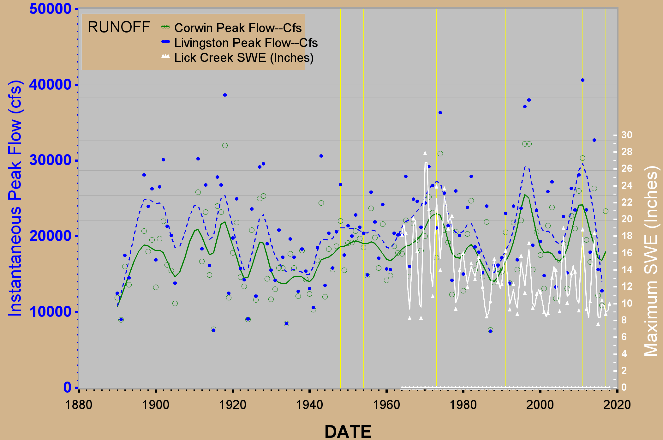 RUNOFF
Corwin Peak Flow--Cfs
Livingston Peak Flow--Cfs
Lick Creek SWE (Inches)
Instantaneous Peak Flow (cfs)
50000
40000
30000
20000
10000
0
Maximum SWE (Inches)
30
28
26
24
22
20
18
16
14
12
10
8
6
4
2
0
1880 1900 1920 1940 1960 1980 2000 2020
DATE